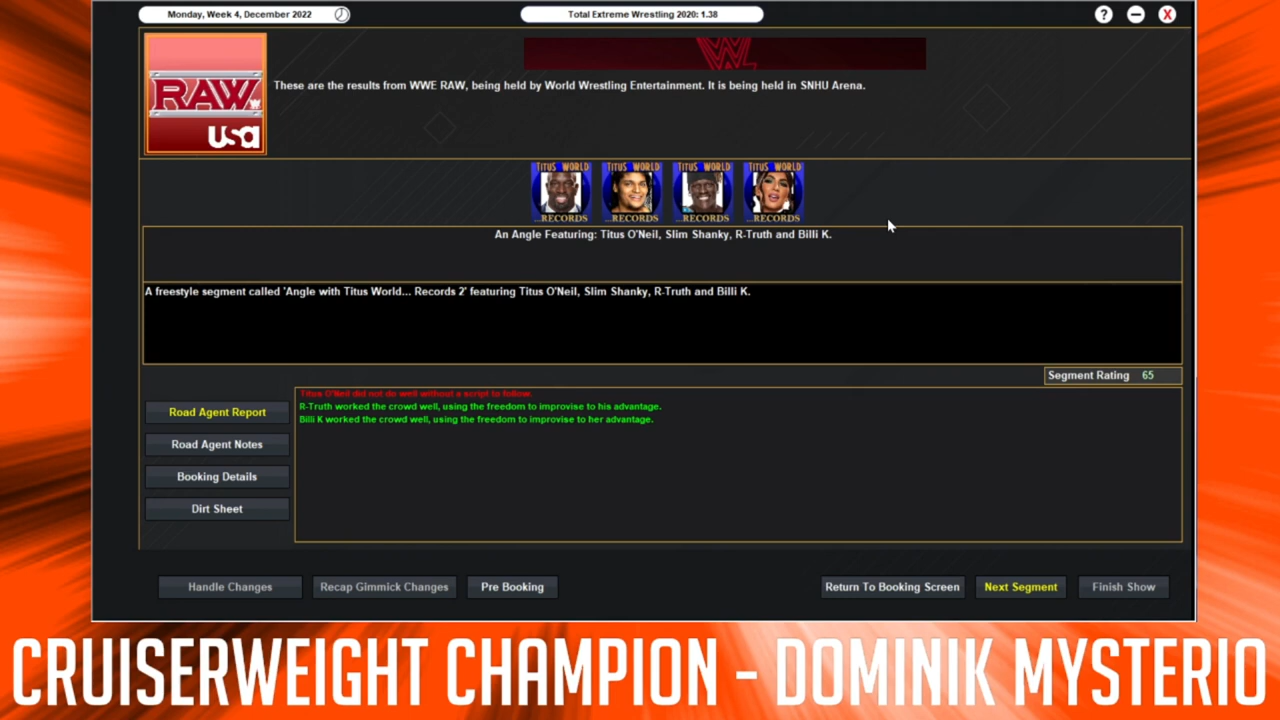 Monday, Week 4, December 2022
Total Extreme Wrestling 2020: 1.38
?
X
RAW
USA
These are the results from WWE RAW, being held by World Wrestling Entertainment. It is being held in SNHU Arena.
TITUS WORLD TITUS WORLD TITUS WORLD TITUS WORLD
...RECORDS ...RECORDS ...RECORDS ...RECORDS
An Angle Featuring: Titus O'Neil, Slim Shanky, R-Truth and Billi K.
A freestyle segment called 'Angle with Titus World... Records 2' featuring Titus O'Neil, Slim Shanky, R-Truth and Billi K.
Segment Rating 65
Titus O'Neil did not do well without a script to follow.
R-Truth worked the crowd well, using the freedom to improvise to his advantage.
Billi K worked the crowd well, using the freedom to improvise to her advantage.
Road Agent Report
Road Agent Notes
Booking Details
Dirt Sheet
Handle Changes
Recap Gimmick Changes
Pre Booking
Return To Booking Screen
Next Segment
Finish Show
CRUISERWEIGHT CHAMPION - DOMINIK MYSTERIO